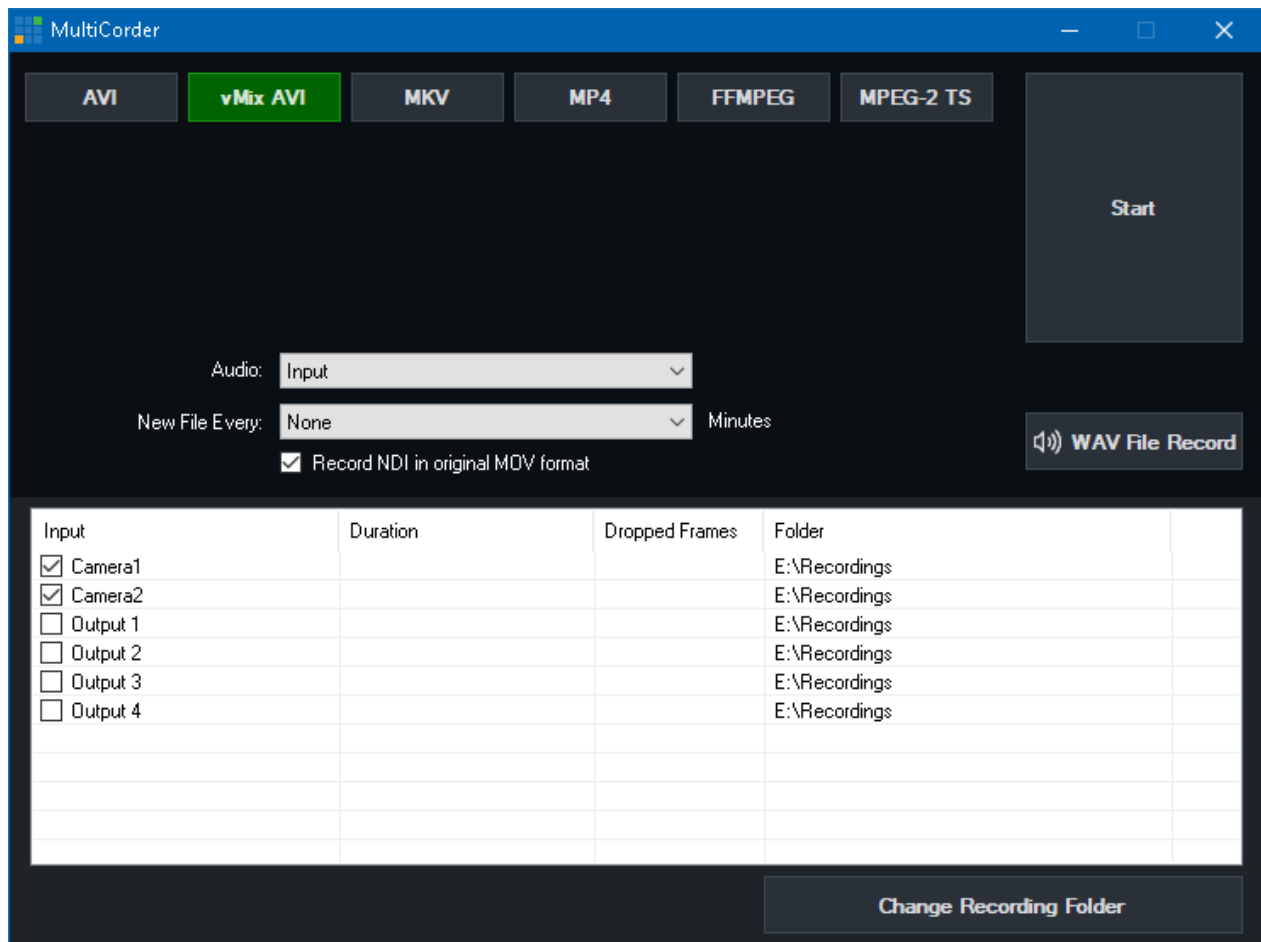 MultiCorder
AVI vMix AVI MKV MP4 FFMPEG MPEG-2 TS
Start
Audio: Input
New File Every: None Minutes
Record NDI in original MOV format
WAV File Record
Input Duration Dropped Frames Folder
Camera1 E:\Recordings
Camera2 E:\Recordings
Output 1 E:\Recordings
Output 2 E:\Recordings
Output 3 E:\Recordings
Output 4 E:\Recordings
Change Recording Folder